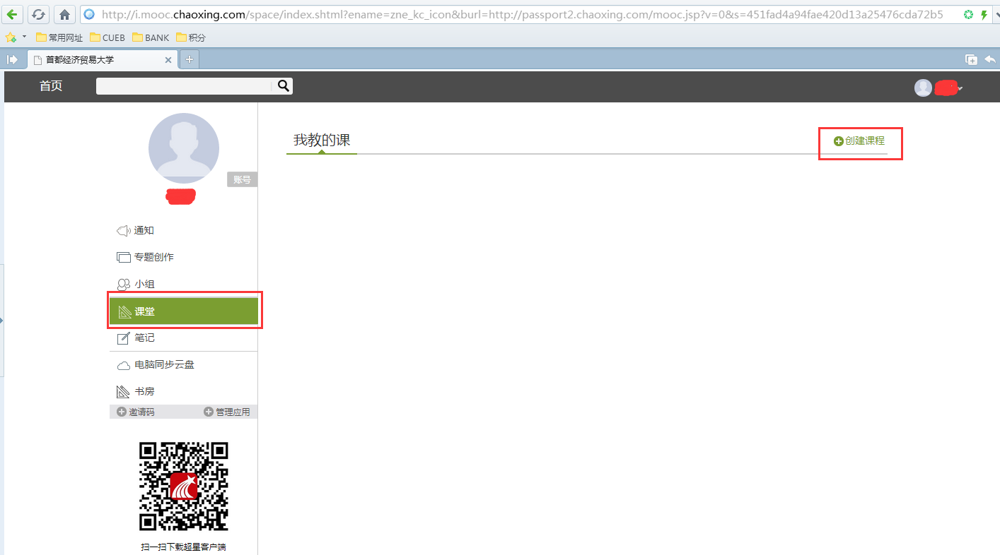 http://i.mooc.chaoxing.com/space/index.shtml?ename=zne_kc_icon&burl=http://passport2.chaoxing.com/mooc.jsp?v=0&s=451fad4a94fae420d13a25476cda72b5
常用网址 CUEB BANK 积分
首都经济贸易大学
首页
我教的课
创建课程
账号
通知
专题创作
小组
课堂
笔记
电脑同步云盘
书房
邀请码 管理应用
扫一扫下载超星客户端